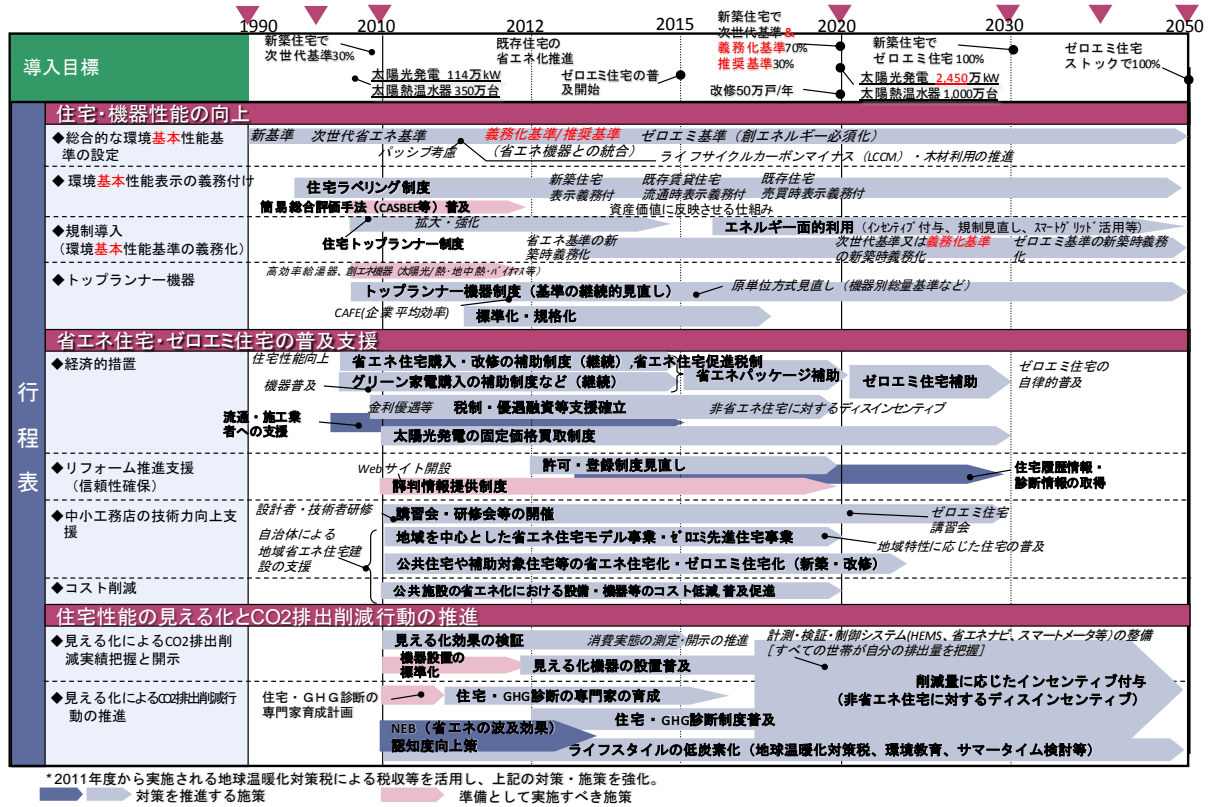 1990
2010
2012
2015
2020
2030
2050
導入目標
新築住宅で
次世代基準30%
太陽光発電 114万kW
太陽熱温水器 350万台
既存住宅の
省エネ化推進
ゼロエミ住宅の普
及開始
新築住宅で
次世代基準&
義務化基準70%
推奨基準30%
改修50万戸/年
新築住宅で
ゼロエミ住宅 100%
太陽光発電 2,450万kW
太陽熱温水器 1,000万台
ゼロエミ住宅
ストックで100%
行程表
住宅・機器性能の向上
◆総合的な環境基本性能基
準の設定
新基準 次世代省エネ基準 義務化基準/推奨基準 ゼロエミ基準（創エネルギー必須化）
パッシブ考慮
（省エネ機器との統合）
ライフサイクルカーボンマイナス（LCCM）・木材利用の推進
◆環境基本性能表示の義務付け
住宅ラベリング制度
新築住宅
表示義務付
既存賃貸住宅
流通時表示義務付
既存住宅
売買時表示義務付
簡易総合評価手法（CASBEE等）普及
資産価値に反映させる仕組み
◆規制導入
（環境基本性能基準の義務化）
拡大・強化
住宅トップランナー制度
エネルギー面的利用（インセンティブ付与、規制見直し、スマートグリッド活用等）
省エネ基準の新
築時義務化
次世代基準又は義務化基準
の新築時義務化
ゼロエミ基準の新築時義務
化
◆トップランナー機器
高効率給湯器、創エネ機器（太陽光/熱・地中熱・バイオマス等）
トップランナー機器制度（基準の継続的見直し）
原単位方式見直し（機器別総量基準など）
CAFE(企業平均効率)
標準化・規格化
省エネ住宅・ゼロエミ住宅の普及支援
◆経済的措置
住宅性能向上
省エネ住宅購入・改修の補助制度（継続）,省エネ住宅促進税制
機器普及
グリーン家電購入の補助制度など（継続）
省エネパッケージ補助
ゼロエミ住宅補助
ゼロエミ住宅の
自律的普及
金利優遇等
税制・優遇融資等支援確立
非省エネ住宅に対するディスインセンティブ
流通・施工業
者への支援
太陽光発電の固定価格買取制度
◆リフォーム推進支援
（信頼性確保）
許可・登録制度見直し
Webサイト開設
評判情報提供制度
住宅履歴情報・
診断情報の取得
◆中小工務店の技術力向上支
援
設計者・技術者研修
講習会・研修会等の開催
ゼロエミ住宅
講習会
自治体による
地域省エネ住宅建
設の支援
地域を中心とした省エネ住宅モデル事業・ゼロエミ先進住宅事業
地域特性に応じた住宅の普及
公共住宅や補助対象住宅等の省エネ住宅化・ゼロエミ住宅化（新築・改修）
◆コスト削減
公共施設の省エネ化における設備・機器等のコスト低減,普及促進
住宅性能の見える化とCO2排出削減行動の推進
◆見える化によるCO2排出削
減実績把握と開示
見える化効果の検証
消費実態の測定・開示の推進
計測・検証・制御システム(HEMS、省エネナビ、スマートメータ等）の整備
［すべての世帯が自分の排出量を把握］
機器設置の
標準化
見える化機器の設置普及
◆見える化によるCO2排出削減行
動の推進
住宅・ＧＨＧ診断の
専門家育成計画
住宅・GHG診断の専門家の育成
削減量に応じたインセンティブ付与
（非省エネ住宅に対するディスインセンティブ）
住宅・GHG診断制度普及
NEB（省エネの波及効果）
認知度向上策
ライフスタイルの低炭素化（地球温暖化対策税、環境教育、サマータイム検討等）
*2011年度から実施される地球温暖化対策税による税収等を活用し、上記の対策・施策を強化。
対策を推進する施策
準備として実施すべき施策